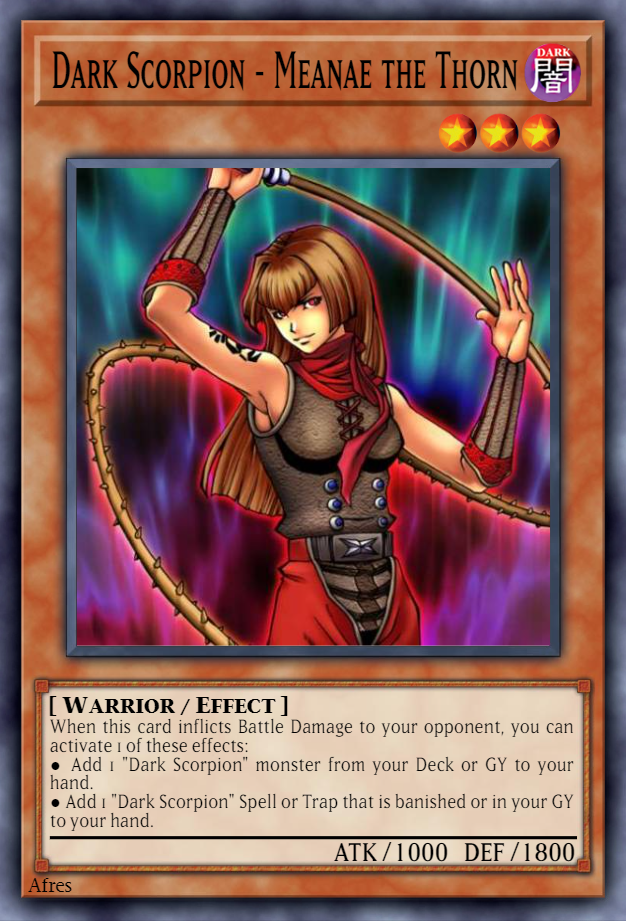 Dark Scorpion - Meanae the Thorn
DARK
闇
[ Warrior / Effect ]
When this card inflicts Battle Damage to your opponent, you can
activate 1 of these effects:
● Add 1 "Dark Scorpion" monster from your Deck or GY to your
hand.
● Add 1 "Dark Scorpion" Spell or Trap that is banished or in your GY
to your hand.
ATK/1000 DEF/1800
Afres